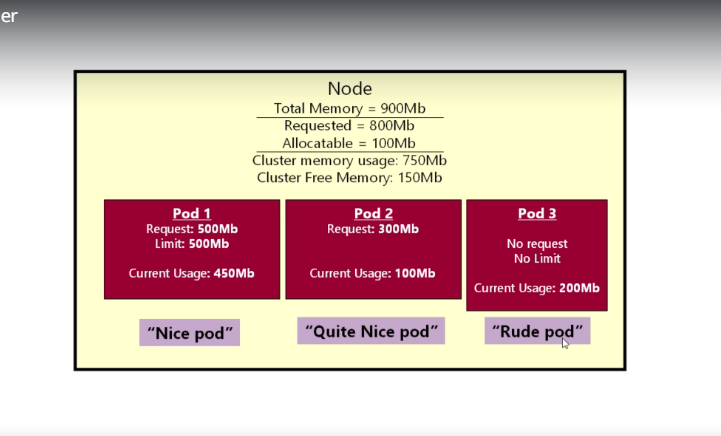 er
Node
Total Memory = 900Mb
Requested = 800Mb
Allocatable = 100Mb
Cluster memory usage: 750Mb
Cluster Free Memory: 150Mb
Pod 1
Request: 500Mb
Limit: 500Mb
Current Usage: 450Mb
"Nice pod"
Pod 2
Request: 300Mb
Current Usage: 100Mb
"Quite Nice pod"
Pod 3
No request
No Limit
Current Usage: 200Mb
"Rude pod"